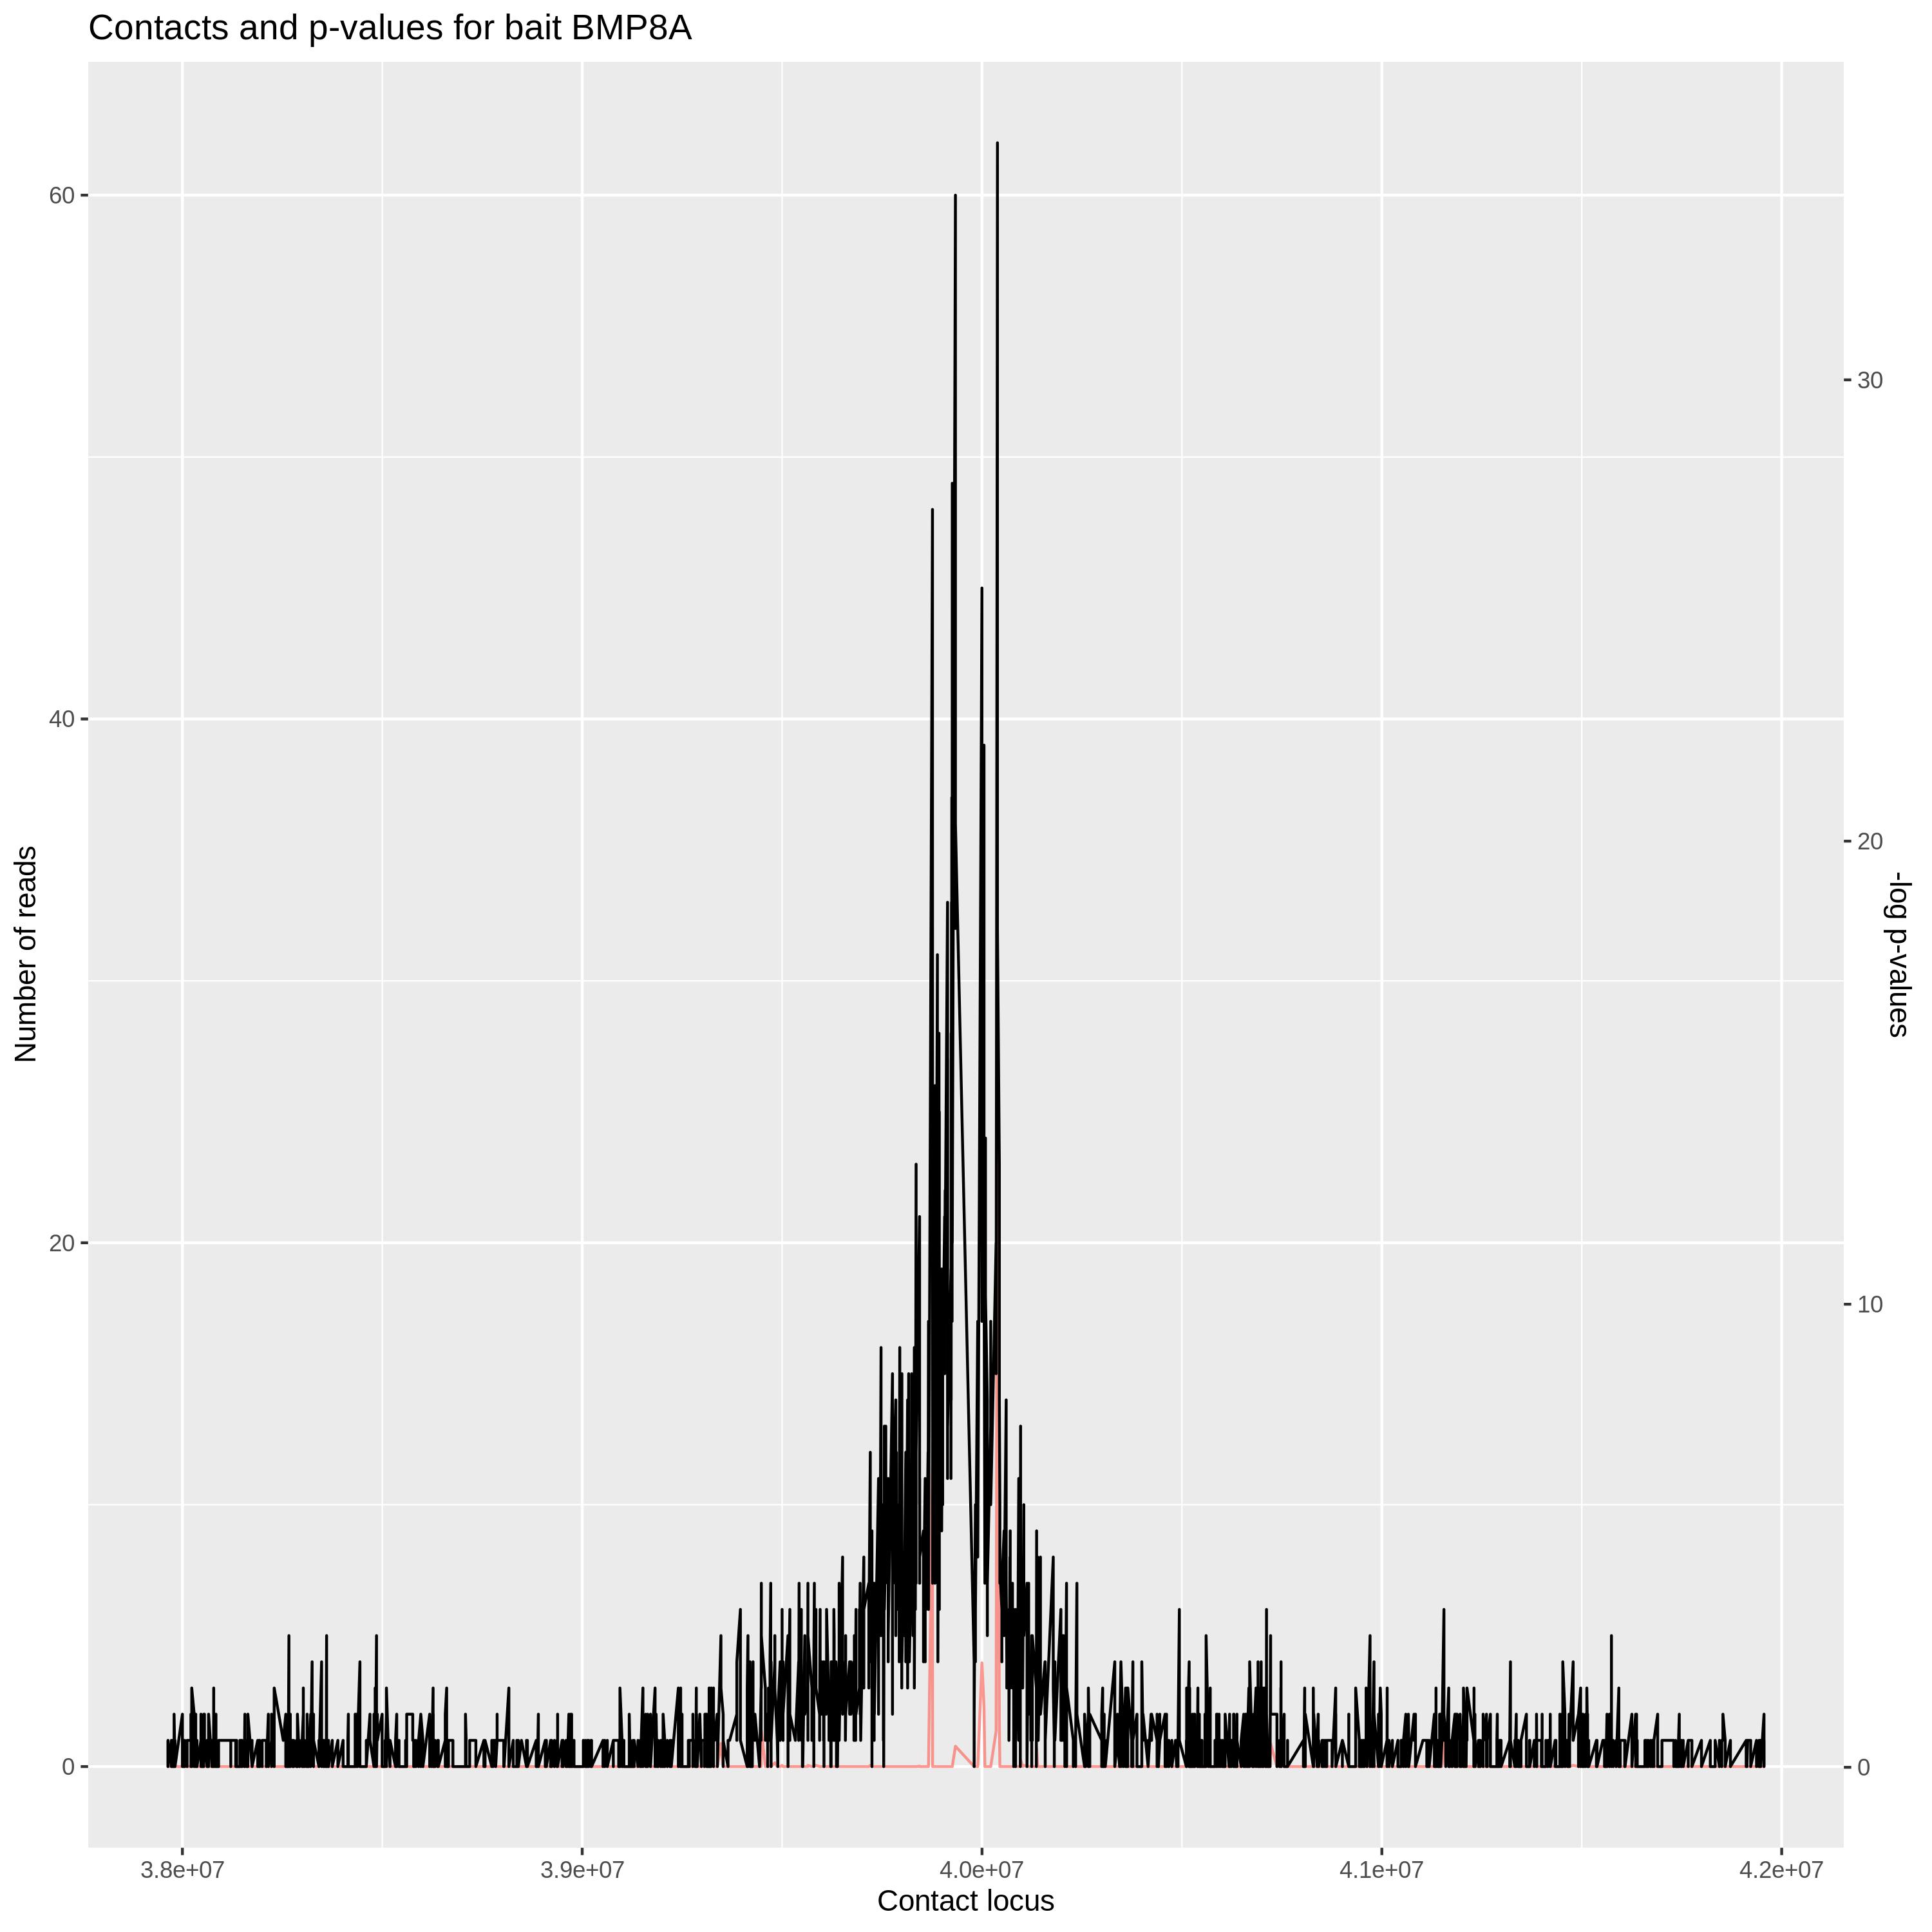 Contacts and p-values for bait BMP8A
60
40
20
0
Number of reads
30
20
10
0
-log p-values
3.8e+07
3.9e+07
4.0e+07
4.1e+07
4.2e+07
Contact locus